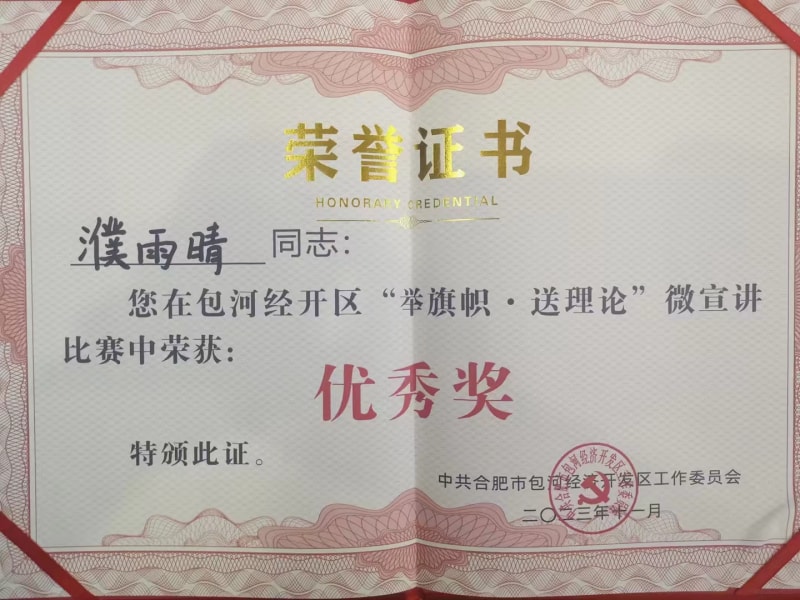 荣誉证书
HONORARY CREDENTIAL
濮雨晴 同志：
您在包河经开区“举旗帜·送理论”微宣讲
比赛中荣获：
优秀奖
特颁此证。
中共合肥市包河经济开发区工作委员会
二〇二三年十一月